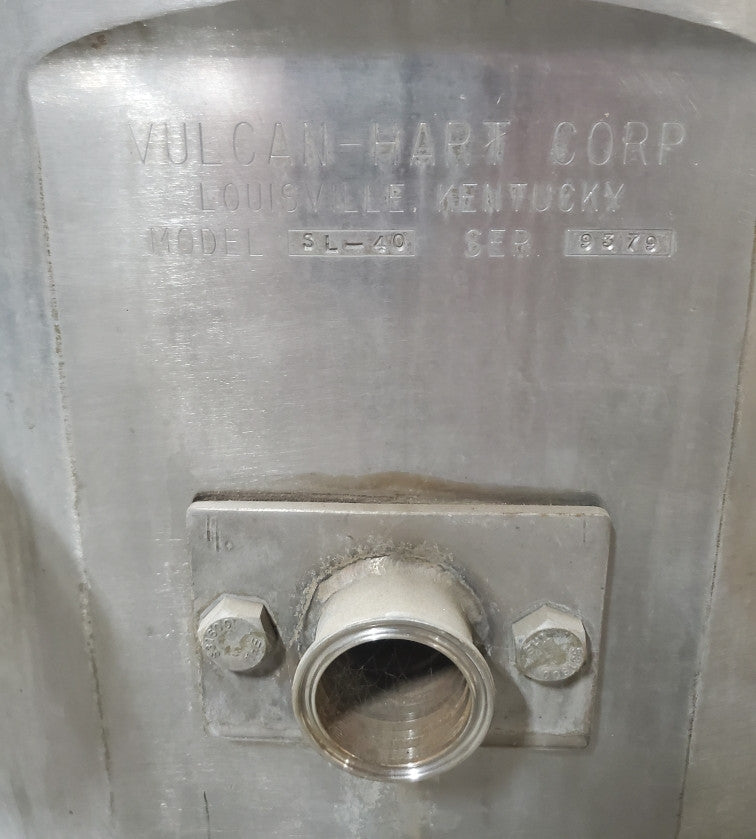 VULCAN-HART CORP.
LOUISVILLE, KENTUCKY
MODEL SL-40 SER. 9379